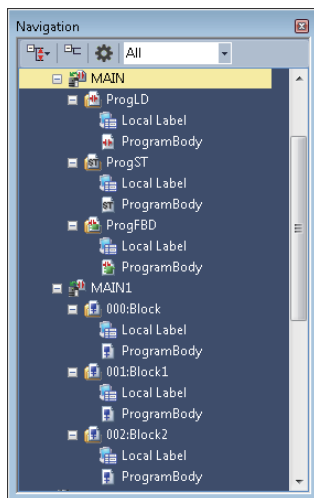 Navigation
All
MAIN
ProgLD
Local Label
ProgramBody
ProgST
Local Label
ST ProgramBody
ProgFBD
Local Label
ProgramBody
MAIN1
000:Block
Local Label
ProgramBody
001:Block1
Local Label
ProgramBody
002:Block2
Local Label
ProgramBody